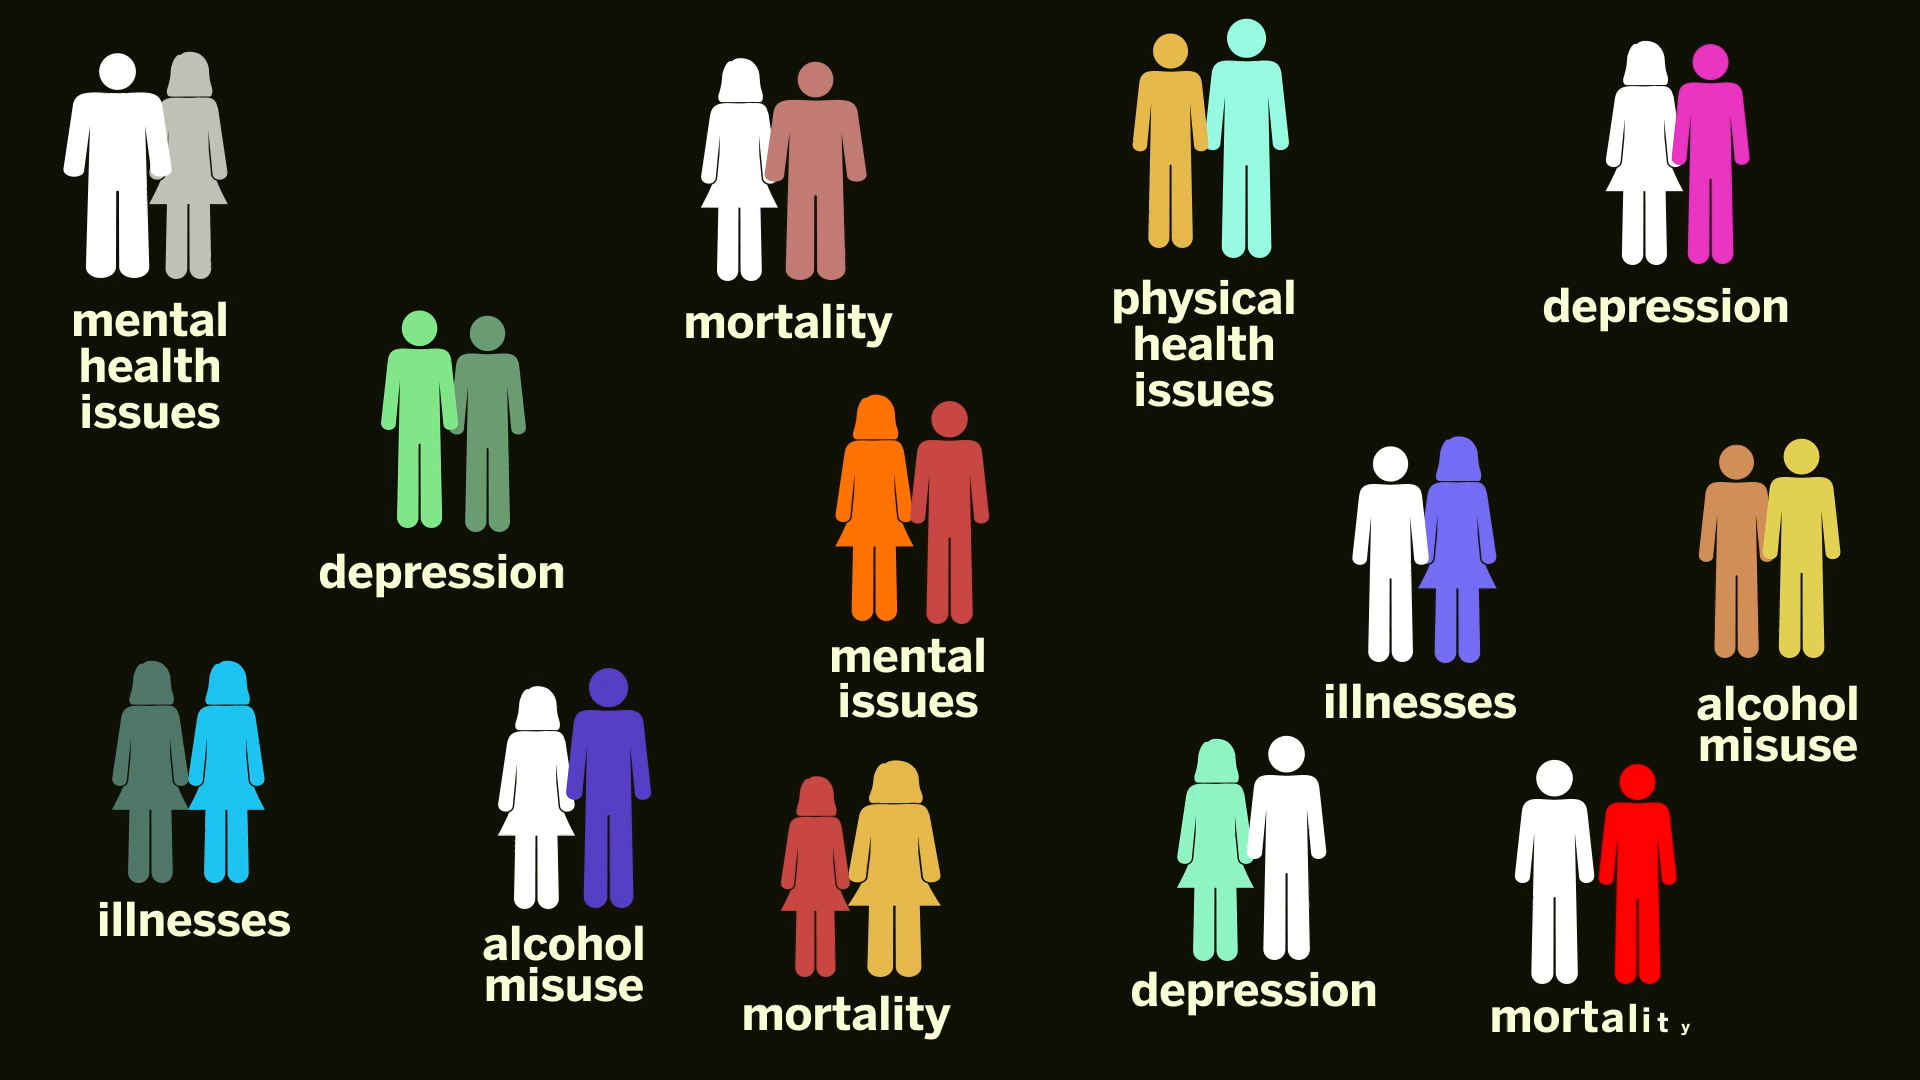 mental
health
issues
mortality
physical
health
issues
depression
depression
mental
issues
illnesses
alcohol
misuse
illnesses
alcohol
misuse
mortality
depression
mortality